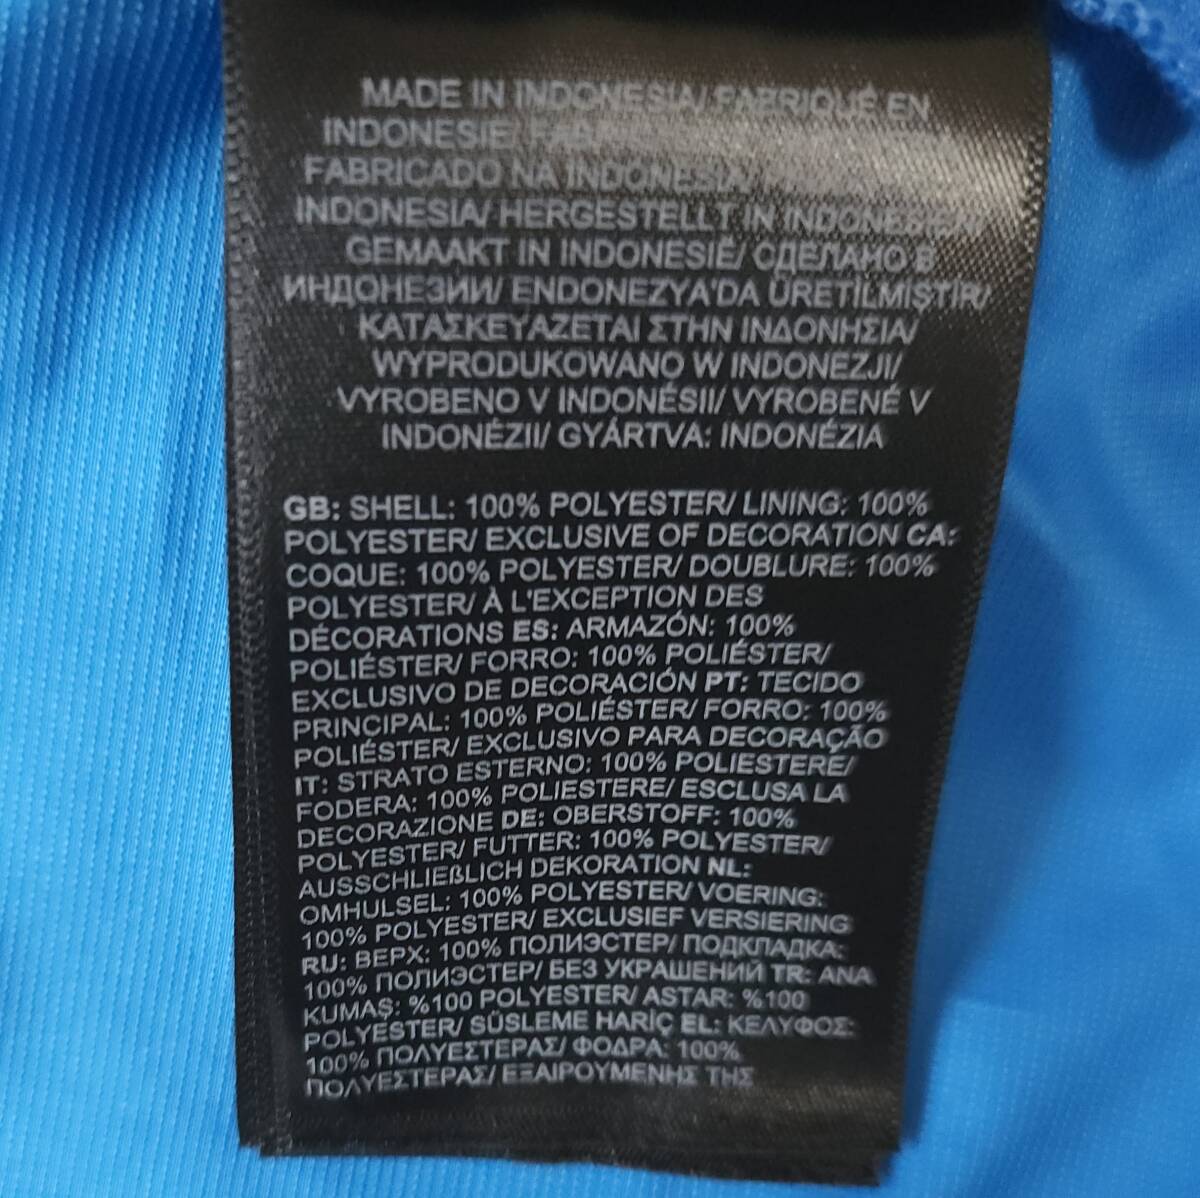 MADE IN INDONESIA/ FABRIQUÉ EN
INDONESIE/
FABRICADO NA INDONESIA/
INDONESIA/ HERGESTELLT IN INDONESIEN/
GEMAAKT IN INDONESIË/ СДЕЛАНО В
ИНДОНЕЗИИ/ ENDONEZYA'DA ÜRETİLMİŞTİR/
ΚΑΤΑΣΚΕΥΑΖΕΤΑΙ ΣΤΗΝ ΙΝΔΟΝΗΣΙΑ/
WYPRODUKOWANO W INDONEZJI/
VYROBENO V INDONÉSII/ VYROBENÉ V
INDONÉZII/ GYÁRTVA: INDONÉZIA
GB: SHELL: 100% POLYESTER/ LINING: 100%
POLYESTER/ EXCLUSIVE OF DECORATION CA:
COQUE: 100% POLYESTER/ DOUBLURE: 100%
POLYESTER/ À L'EXCEPTION DES
DÉCORATIONS ES: ARMAZÓN: 100%
POLIÉSTER/ FORRO: 100% POLIÉSTER/
EXCLUSIVO DE DECORACIÓN PT: TECIDO
PRINCIPAL: 100% POLIÉSTER/ FORRO: 100%
POLIÉSTER/ EXCLUSIVO PARA DECORAÇÃO
IT: STRATO ESTERNO: 100% POLIESTERE/
FODERA: 100% POLIESTERE/ ESCLUSA LA
DECORAZIONE DE: OBERSTOFF: 100%
POLYESTER/ FUTTER: 100% POLYESTER/
AUSSCHLIEßLICH DEKORATION NL:
OMHULSEL: 100% POLYESTER/ VOERING:
100% POLYESTER/ EXCLUSIEF VERSIERING
RU: ВЕРХ: 100% ПОЛИЭСТЕР/ ПОДКЛАДКА:
100% ПОЛИЭСТЕР/ БЕЗ УКРАШЕНИЙ TR: ANA
KUMAŞ: %100 POLYESTER/ ASTAR: %100
POLYESTER/ SÜSLEME HARİÇ EL: ΚΕΛΥΦΟΣ:
100% ΠΟΛΥΕΣΤΕΡΑΣ/ ΦΟΔΡΑ: 100%
ΠΟΛΥΕΣΤΕΡΑΣ/ ΕΞΑΙΡΟΥΜΕΝΗΣ ΤΗΣ